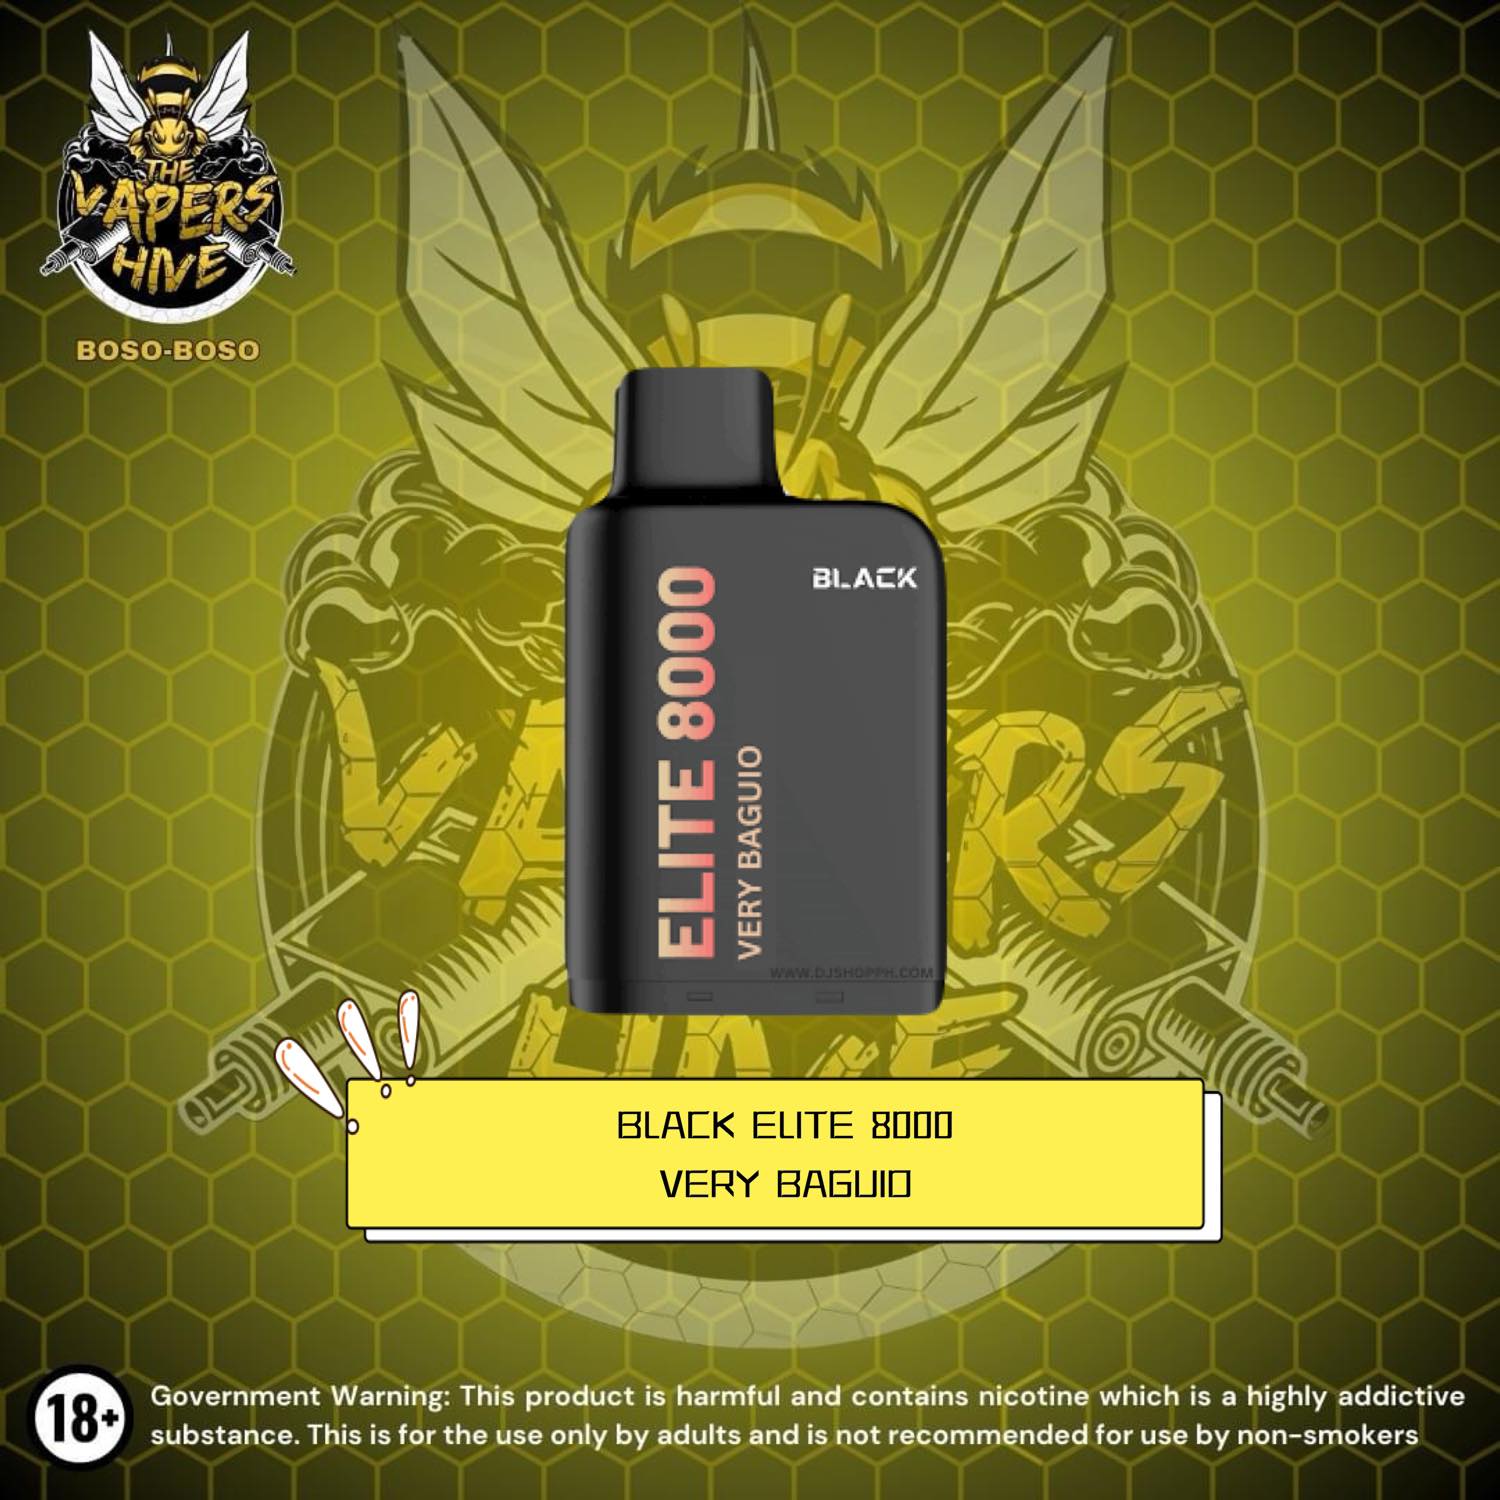 THE
VAPERS
HIVE
BOSO-BOSO
BLACK
ELITE 8000
VERY BAGUIO
WWW.DJSHOPPH.COM
BLACK ELITE 8000
VERY BAGUIO
18+
Government Warning: This product is harmful and contains nicotine which is a highly addictive
substance. This is for the use only by adults and is not recommended for use by non-smokers